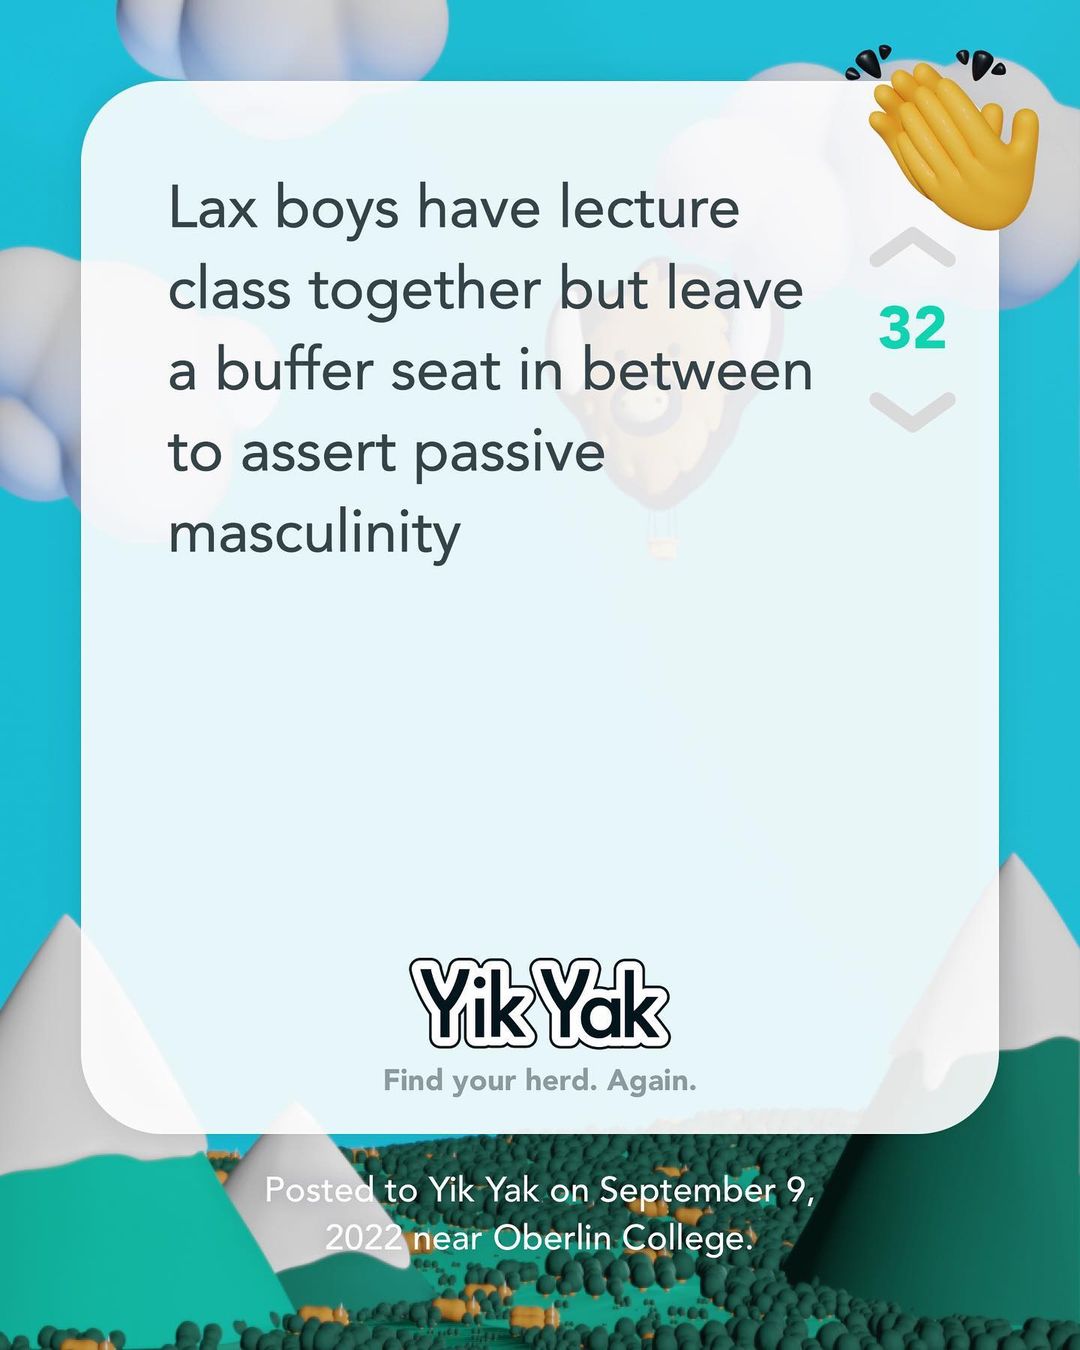 Lax boys have lecture
class together but leave
a buffer seat in between
to assert passive
masculinity
32
Yik Yak
Find your herd. Again.
Posted to Yik Yak on September 9,
2022 near Oberlin College.